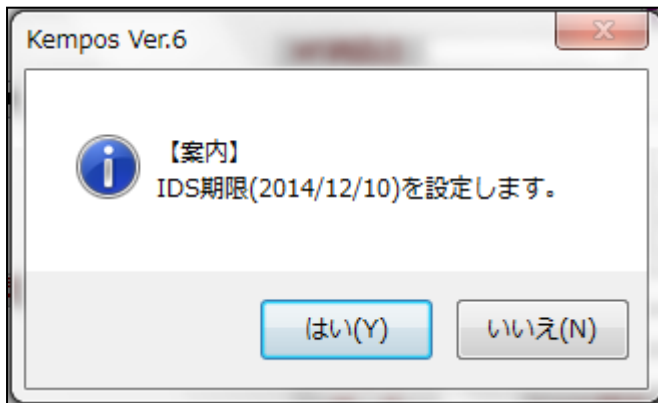 Kempos Ver.6
【案内】
IDS期限(2014/12/10)を設定します。
はい(Y)
いいえ(N)